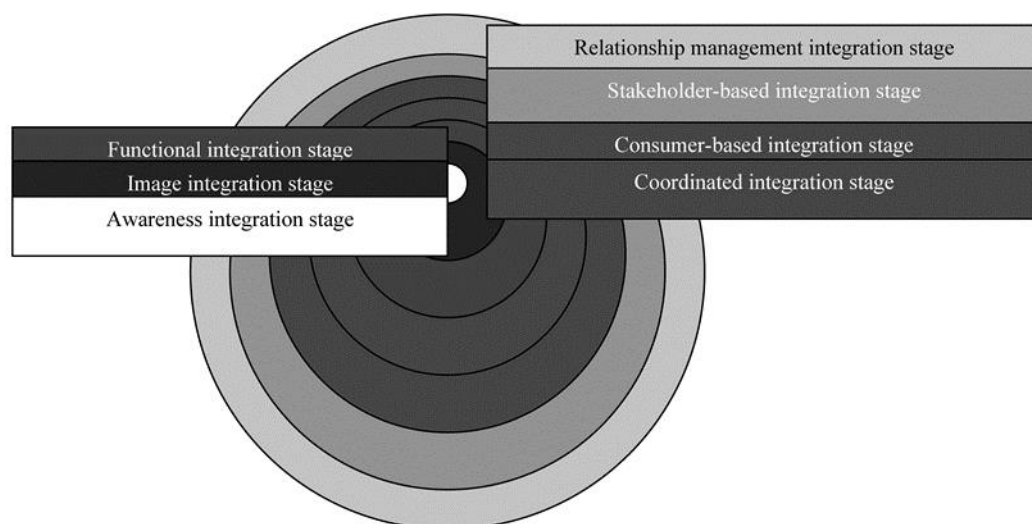 Relationship management integration stage
Stakeholder-based integration stage
Consumer-based integration stage
Coordinated integration stage
Functional integration stage
Image integration stage
Awareness integration stage